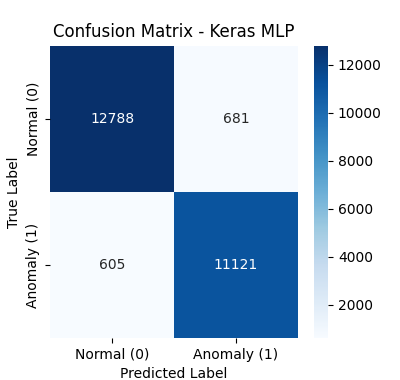 Confusion Matrix - Keras MLP
True Label
Normal (0)
Anomaly (1)
12788
681
605
11121
Normal (0)
Anomaly (1)
Predicted Label
12000
10000
8000
6000
4000
2000